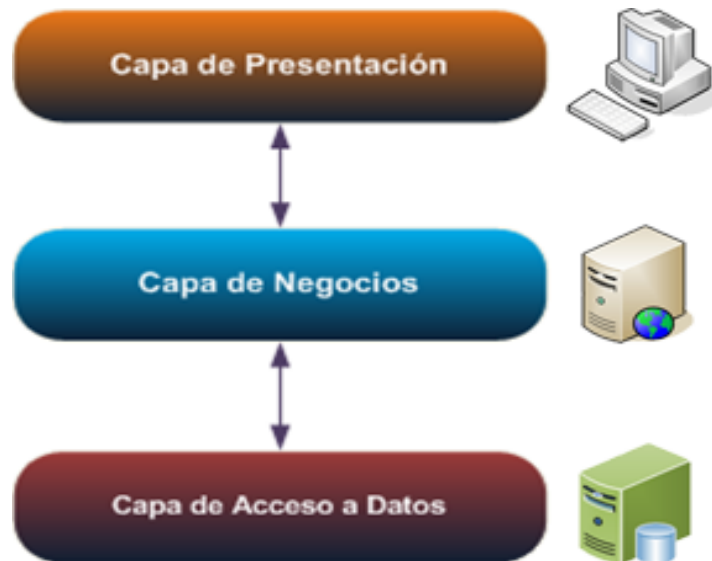 Capa de Presentación
Capa de Negocios
Capa de Acceso a Datos